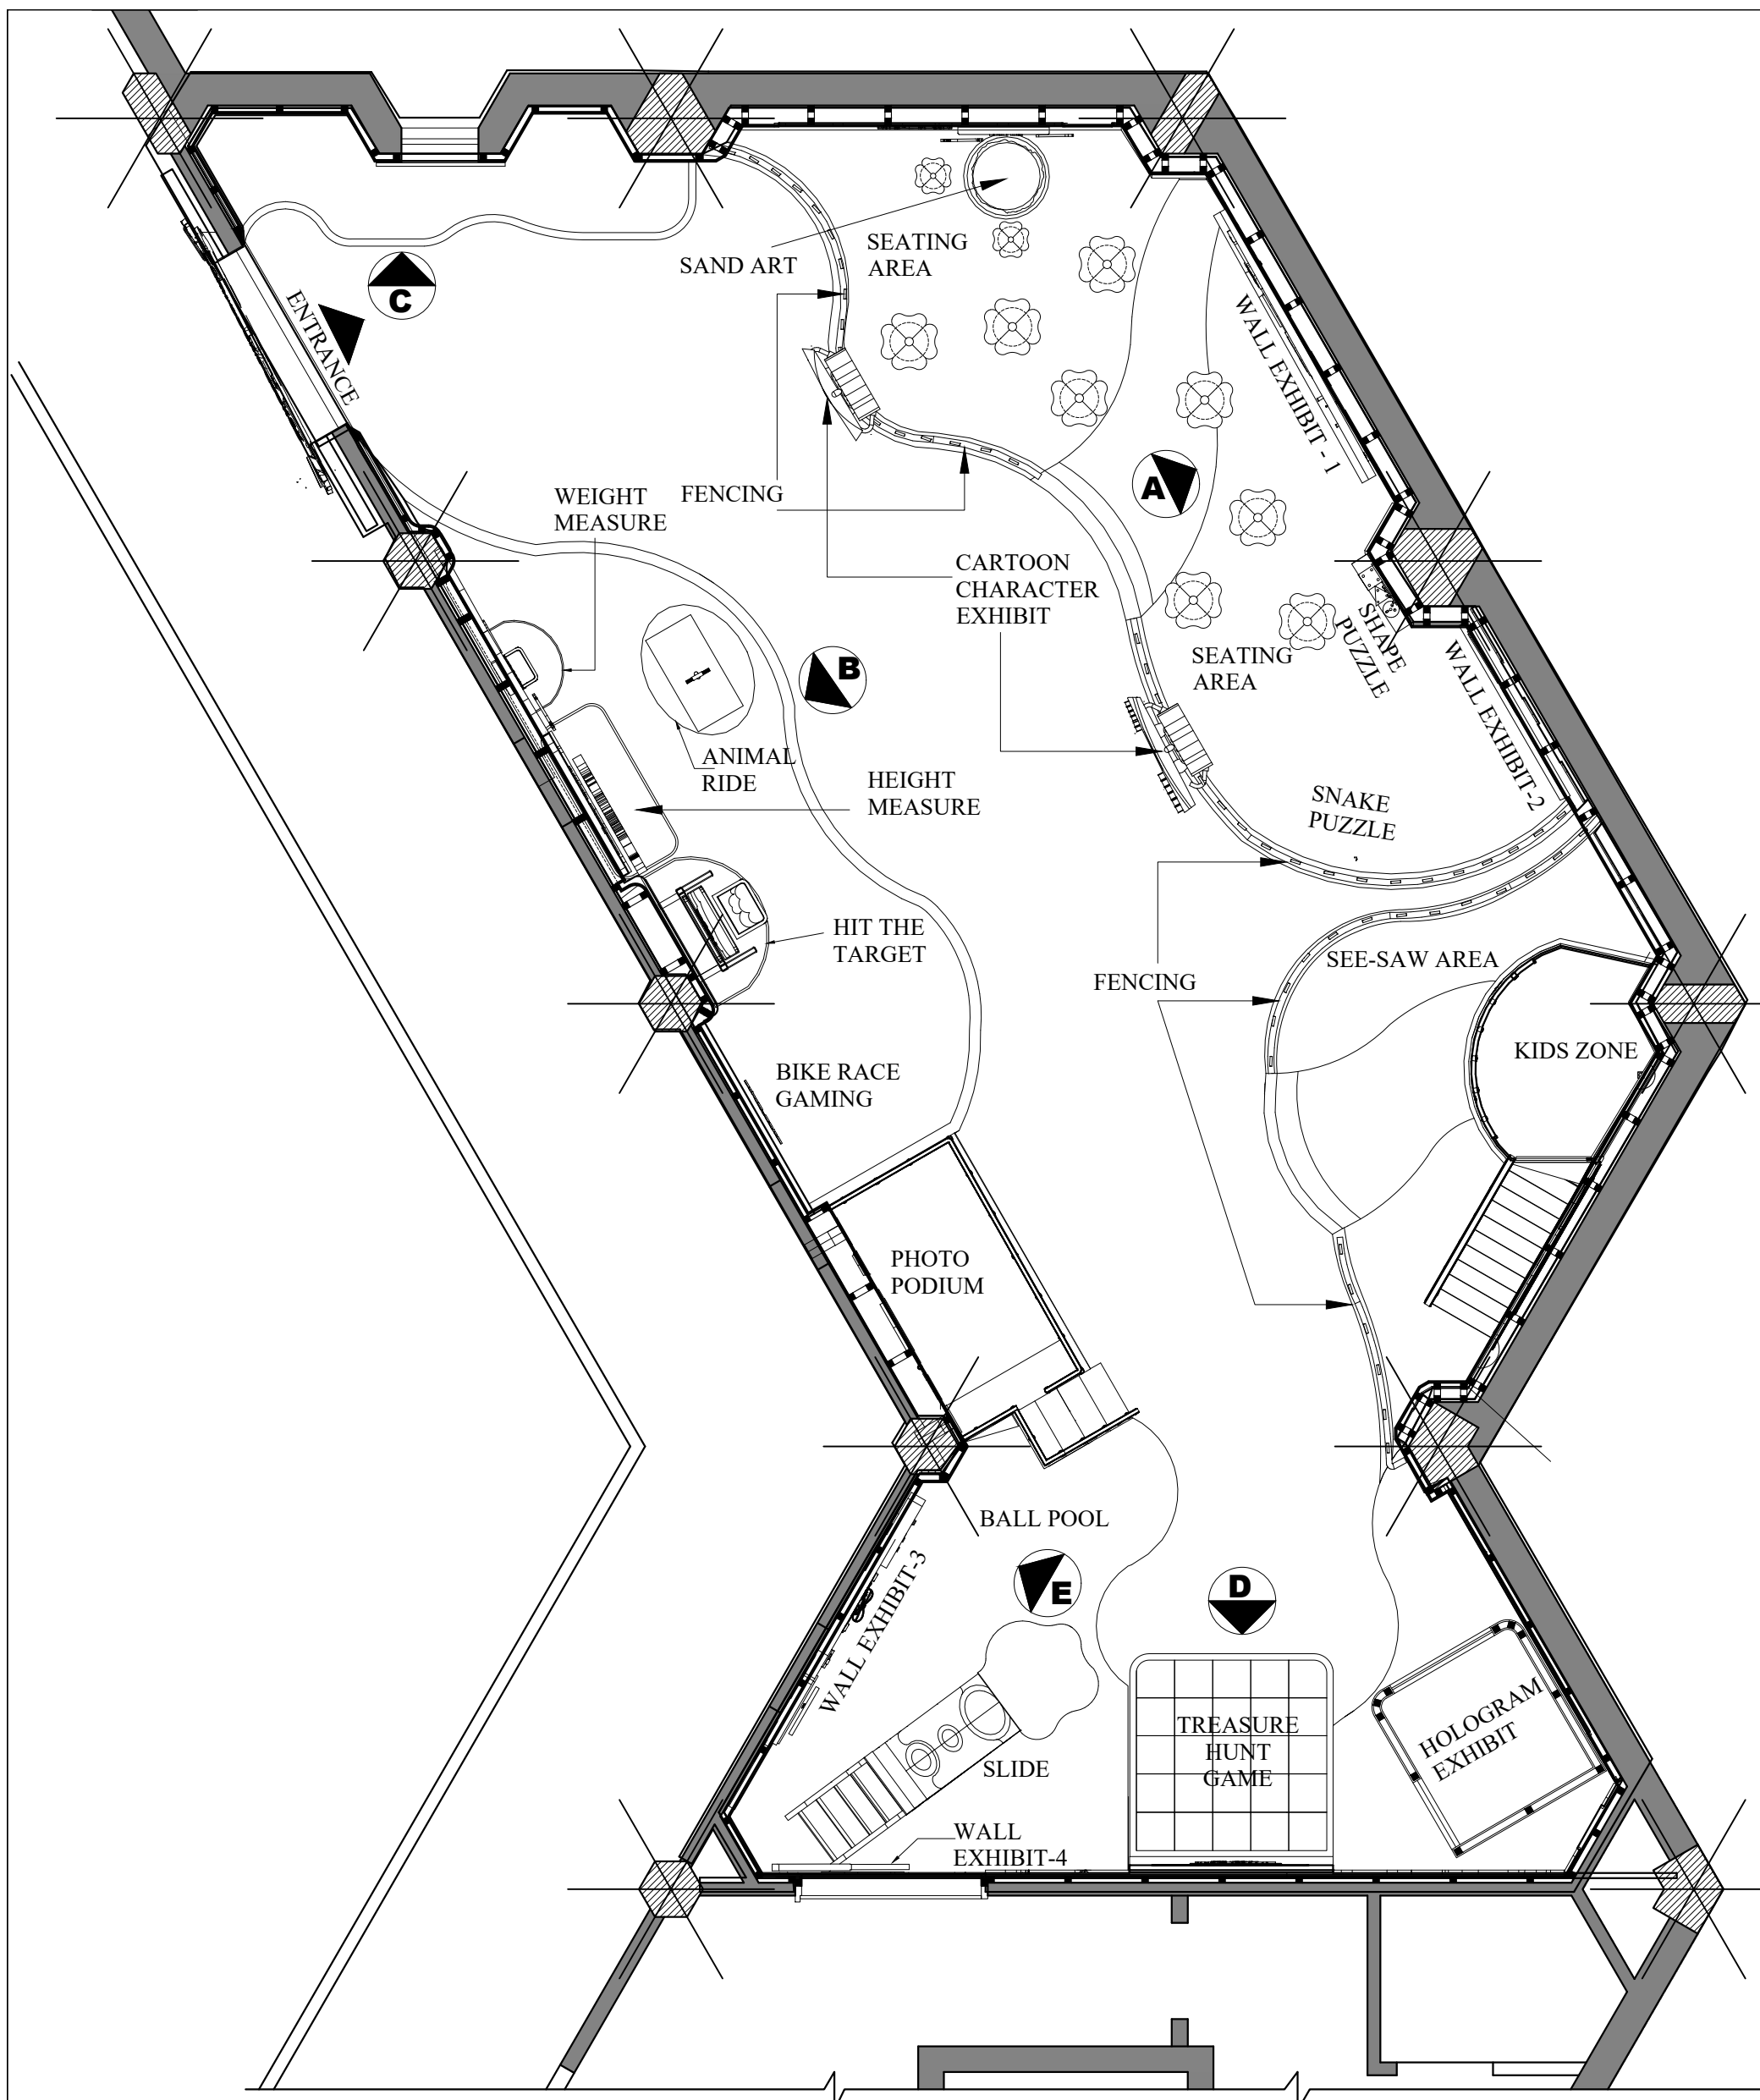 SEATING
AREA
SAND ART
C
ENTRANCE
WALL EXHIBIT - 1
WEIGHT
MEASURE
FENCING
A
CARTOON
CHARACTER
EXHIBIT
SHAPE
PUZZLE
B
SEATING
AREA
WALL EXHIBIT-2
ANIMAL
RIDE
HEIGHT
MEASURE
SNAKE
PUZZLE
HIT THE
TARGET
FENCING
SEE-SAW AREA
KIDS ZONE
BIKE RACE
GAMING
PHOTO
PODIUM
BALL POOL
WALL EXHIBIT-3
E
D
TREASURE
HUNT
GAME
HOLOGRAM
EXHIBIT
SLIDE
WALL
EXHIBIT-4